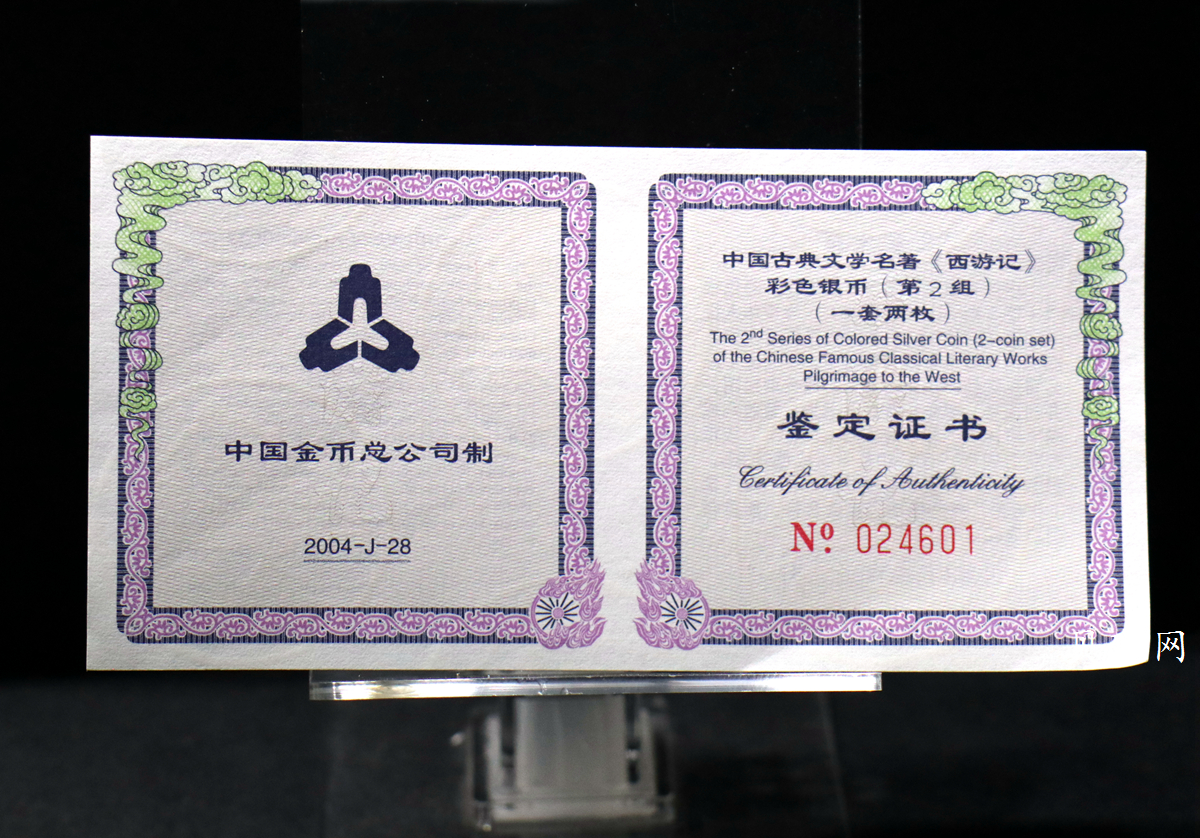 中国金币总公司制
2004-J-28
中国古典文学名著《西游记》
彩色银币（第2组）
（一套两枚）
The 2nd Series of Colored Silver Coin (2-coin set)
of the Chinese Famous Classical Literary Works
Pilgrimage to the West
鉴定证书
Certificate of Authenticity
Nº 024601
网